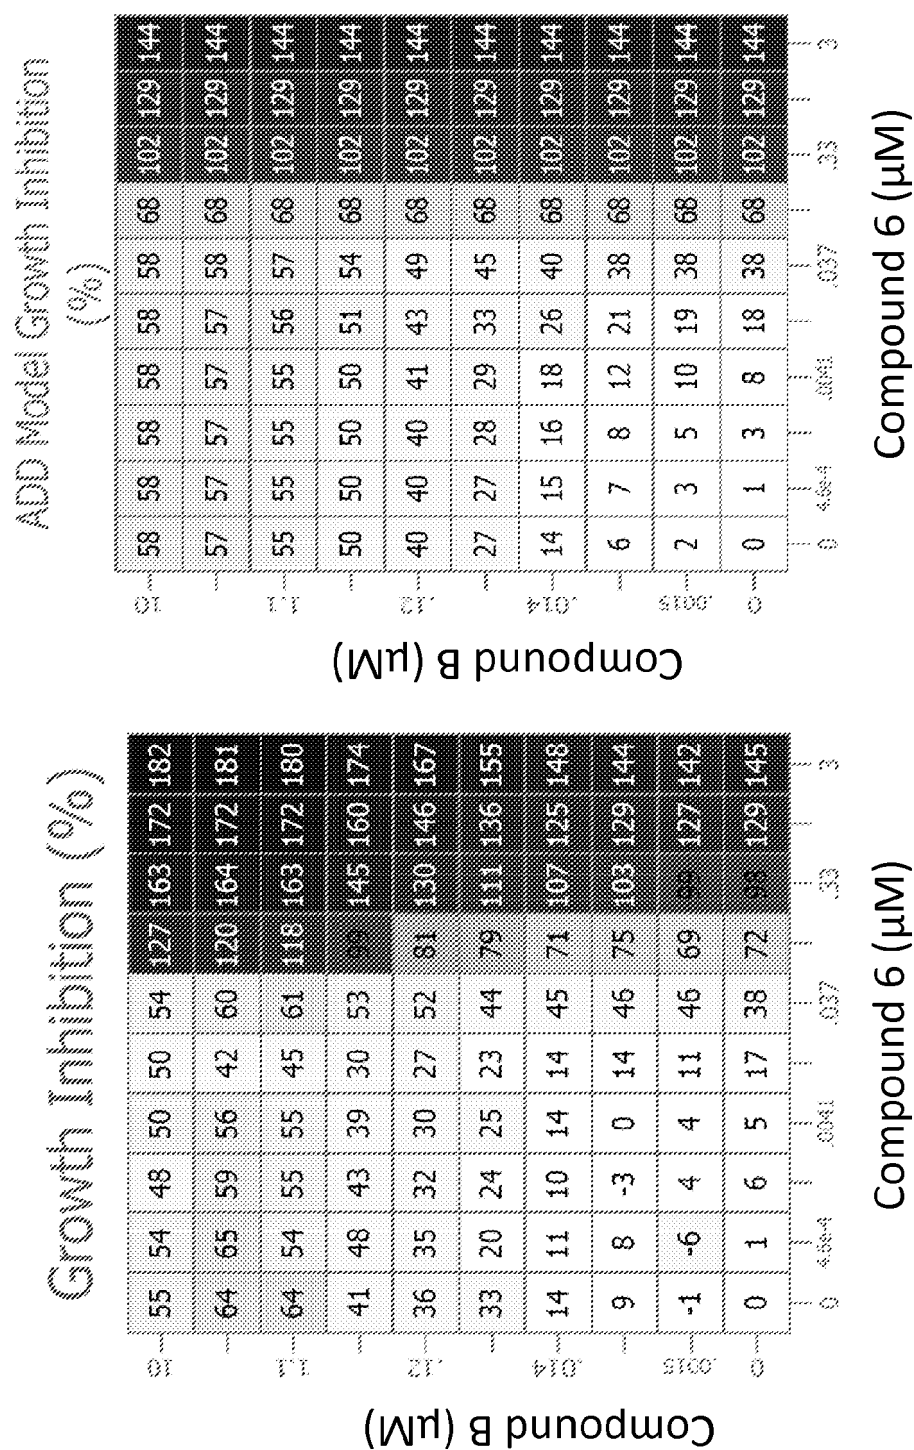 Growth Inhibition (%)
Compound B (µM)
10 55 54 48 50 50 54 127 163 172 182
64 65 59 56 42 60 120 164 172 181
1.1 64 54 55 55 45 61 118 163 172 180
41 48 43 39 30 53 99 145 160 174
.12 36 35 32 30 27 52 81 130 146 167
33 20 24 25 23 44 79 111 136 155
.014 14 11 10 14 14 45 71 107 125 148
9 8 -3 0 14 46 75 103 129 144
.0015 -1 -6 4 4 11 46 69 99 127 142
0 0 1 6 5 17 38 72 98 129 145
0 4.6e-4 .0041 .037 .33 3
Compound 6 (µM)
ADD Model Growth Inhibition
(%)
Compound B (µM)
10 58 58 58 58 58 58 68 102 129 144
57 57 57 57 57 58 68 102 129 144
1.1 55 55 55 55 56 57 68 102 129 144
50 50 50 50 51 54 68 102 129 144
.12 40 40 40 41 43 49 68 102 129 144
27 27 28 29 33 45 68 102 129 144
.014 14 15 16 18 26 40 68 102 129 144
6 7 8 12 21 38 68 102 129 144
.0015 2 3 5 10 19 38 68 102 129 144
0 0 1 3 8 18 38 68 102 129 144
0 4.6e-4 .0041 .037 .33 3
Compound 6 (µM)